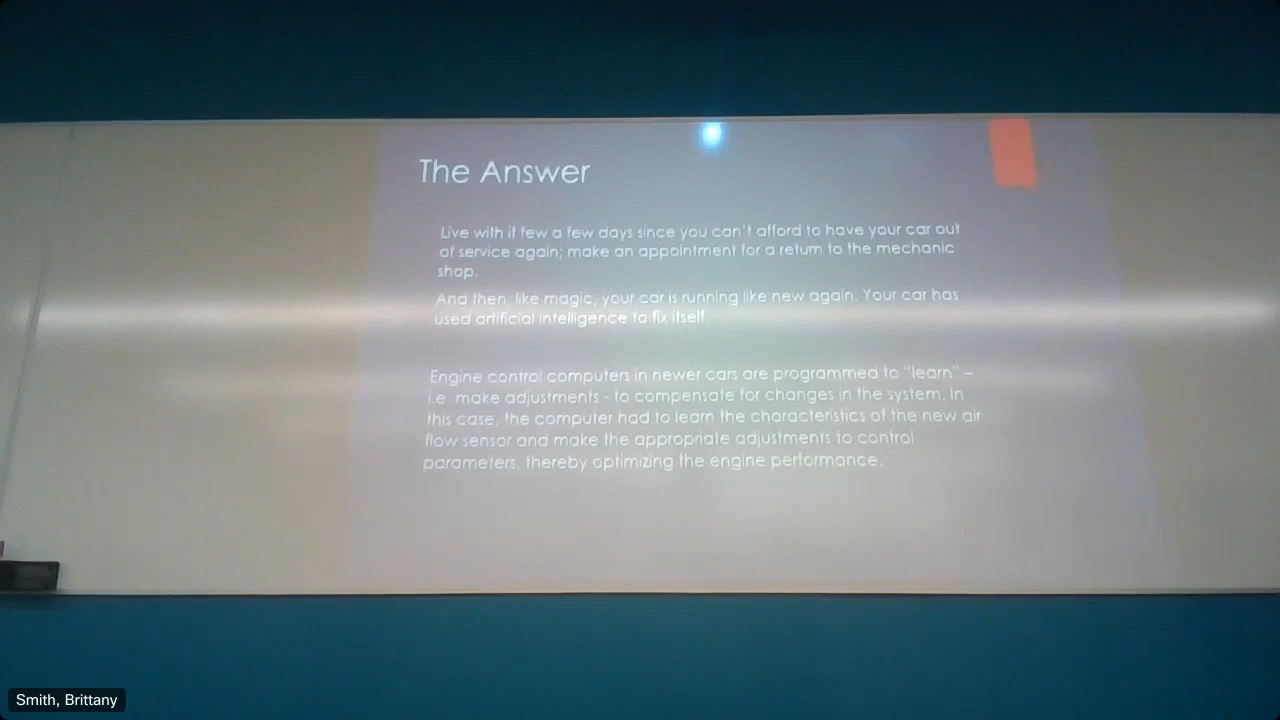 The Answer
Live with it few a few days since you can't afford to have your car out
of service again; make an appointment for a return to the mechanic
shop.
And then, like magic, your car is running like new again. Your car has
used artificial intelligence to fix itself
Engine control computers in newer cars are programmed to "learn" –
i.e. make adjustments - to compensate for changes in the system. In
this case, the computer had to learn the characteristics of the new air
flow sensor and make the appropriate adjustments to control
parameters, thereby optimizing the engine performance.
Smith, Brittany